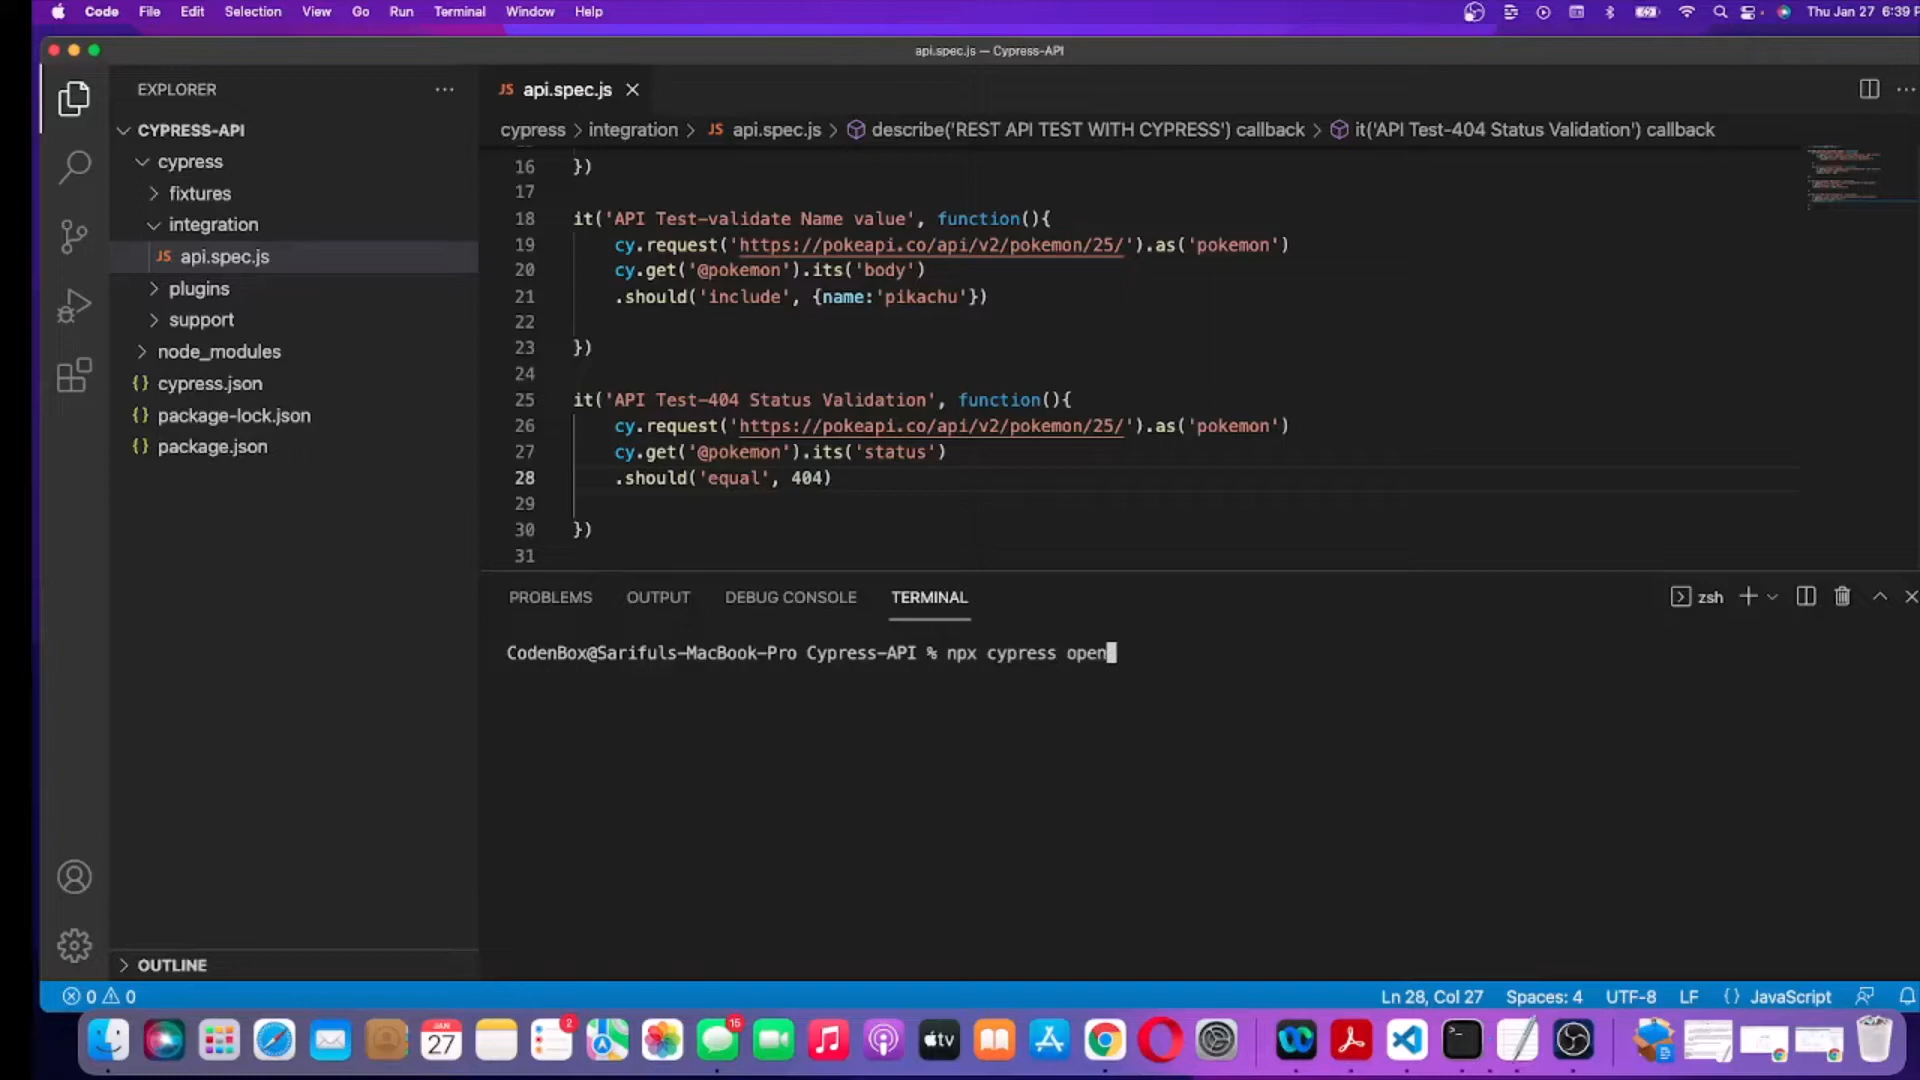 Code File Edit Selection View Go Run Terminal Window Help Thu Jan 27 6:39 P
api.spec.js — Cypress-API
EXPLORER
CYPRESS-API
cypress
fixtures
integration
JS api.spec.js
plugins
support
node_modules
{} cypress.json
{} package-lock.json
{} package.json
OUTLINE
JS api.spec.js
cypress > integration > JS api.spec.js > describe('REST API TEST WITH CYPRESS') callback > it('API Test-404 Status Validation') callback
16 })
17
18 it('API Test-validate Name value', function(){
19 cy.request('https://pokeapi.co/api/v2/pokemon/25/').as('pokemon')
20 cy.get('@pokemon').its('body')
21 .should('include', {name:'pikachu'})
22
23 })
24
25 it('API Test-404 Status Validation', function(){
26 cy.request('https://pokeapi.co/api/v2/pokemon/25/').as('pokemon')
27 cy.get('@pokemon').its('status')
28 .should('equal', 404)
29
30 })
31
PROBLEMS OUTPUT DEBUG CONSOLE TERMINAL zsh
CodenBox@Sarifuls-MacBook-Pro Cypress-API % npx cypress open
0 0 Ln 28, Col 27 Spaces: 4 UTF-8 LF {} JavaScript
JAN
27
2
15
tv